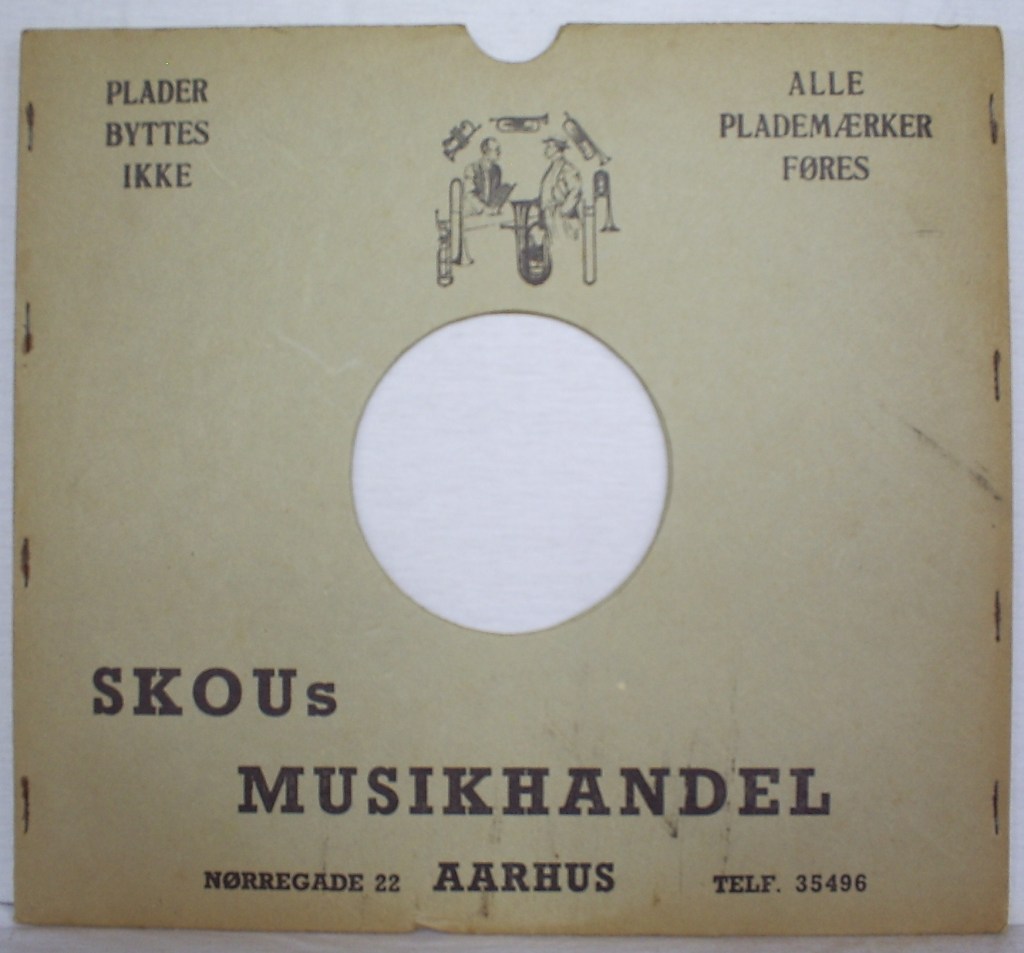 PLADER
BYTTES
IKKE
ALLE
PLADEMÆRKER
FØRES
SKOUs
MUSIKHANDEL
NØRREGADE 22 AARHUS TELF. 35496